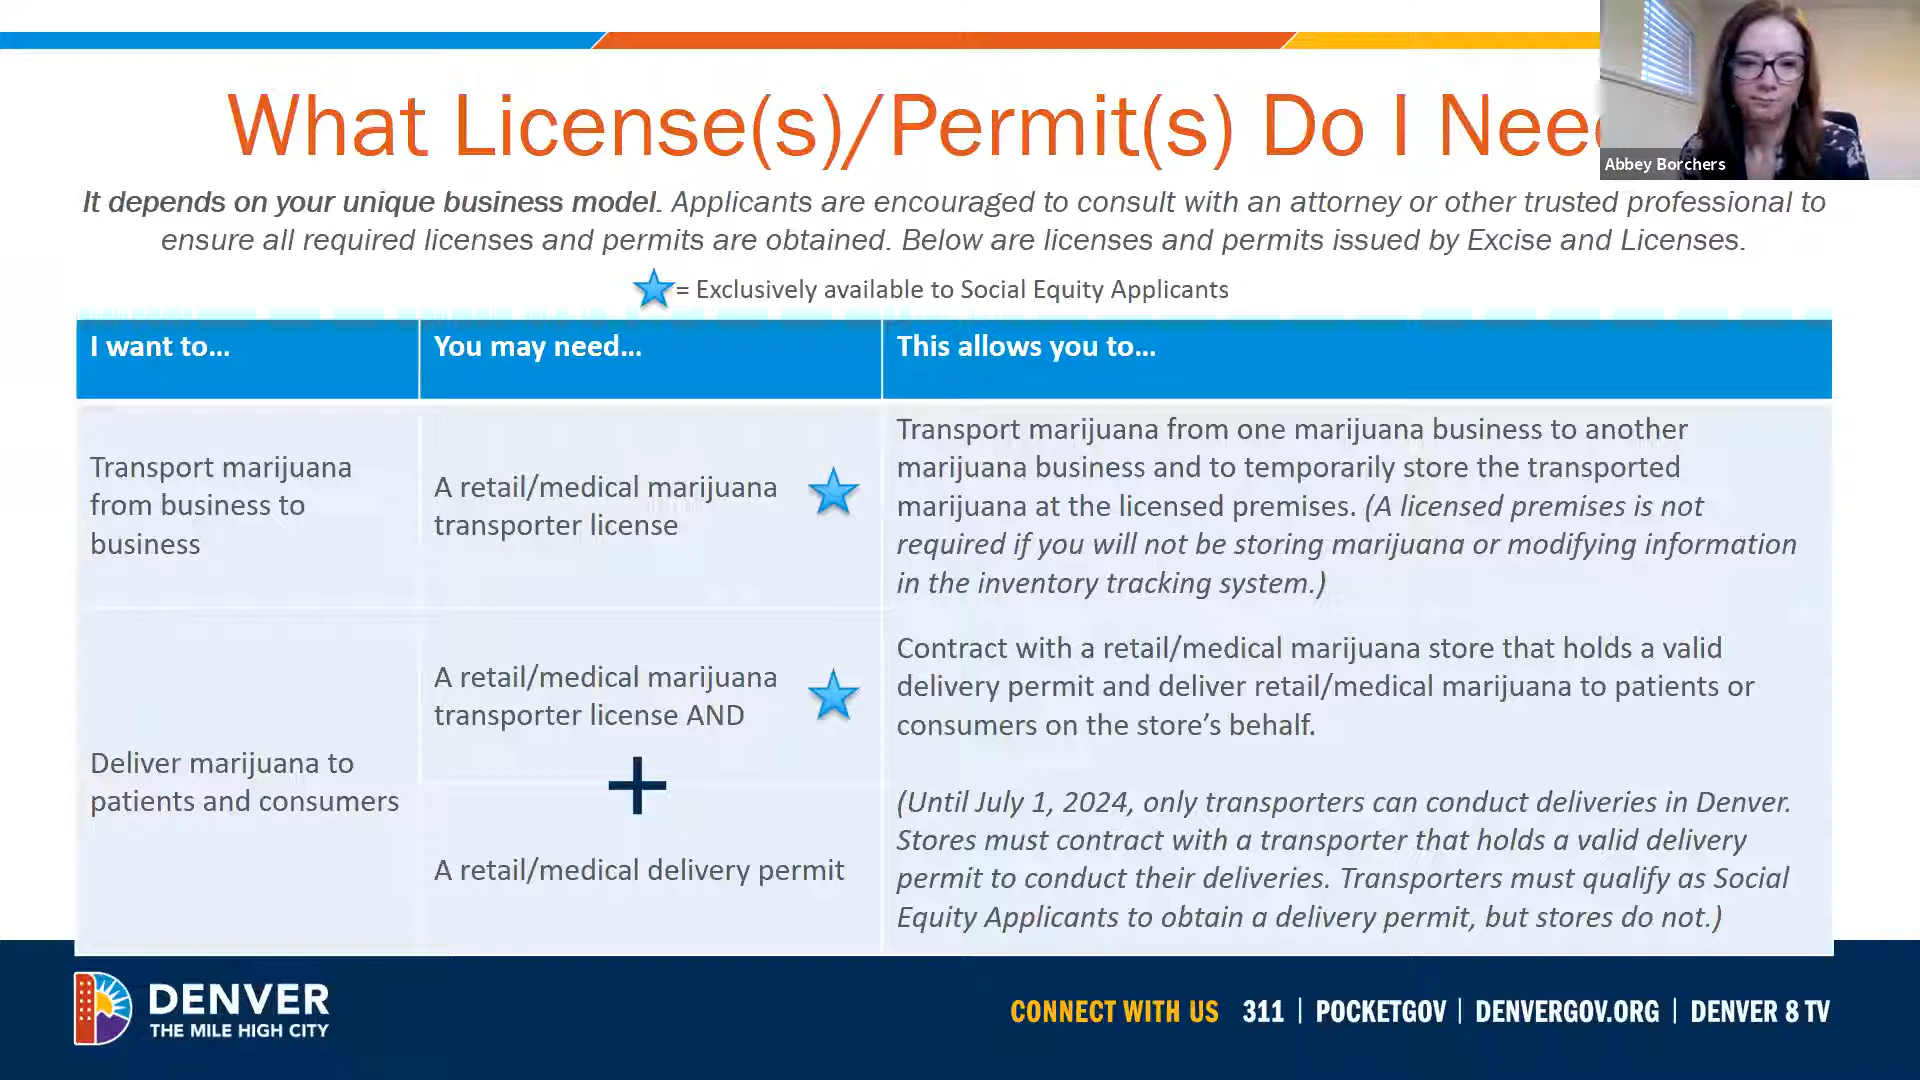 What License(s)/Permit(s) Do I Nee
Abbey Borchers
It depends on your unique business model. Applicants are encouraged to consult with an attorney or other trusted professional to
ensure all required licenses and permits are obtained. Below are licenses and permits issued by Excise and Licenses.
= Exclusively available to Social Equity Applicants
I want to...
You may need...
This allows you to...
Transport marijuana
from business to
business
A retail/medical marijuana
transporter license
Transport marijuana from one marijuana business to another
marijuana business and to temporarily store the transported
marijuana at the licensed premises. (A licensed premises is not
required if you will not be storing marijuana or modifying information
in the inventory tracking system.)
Deliver marijuana to
patients and consumers
A retail/medical marijuana
transporter license AND
+
A retail/medical delivery permit
Contract with a retail/medical marijuana store that holds a valid
delivery permit and deliver retail/medical marijuana to patients or
consumers on the store's behalf.
(Until July 1, 2024, only transporters can conduct deliveries in Denver.
Stores must contract with a transporter that holds a valid delivery
permit to conduct their deliveries. Transporters must qualify as Social
Equity Applicants to obtain a delivery permit, but stores do not.)
DENVER
THE MILE HIGH CITY
CONNECT WITH US 311 | POCKETGOV | DENVERGOV.ORG | DENVER 8 TV